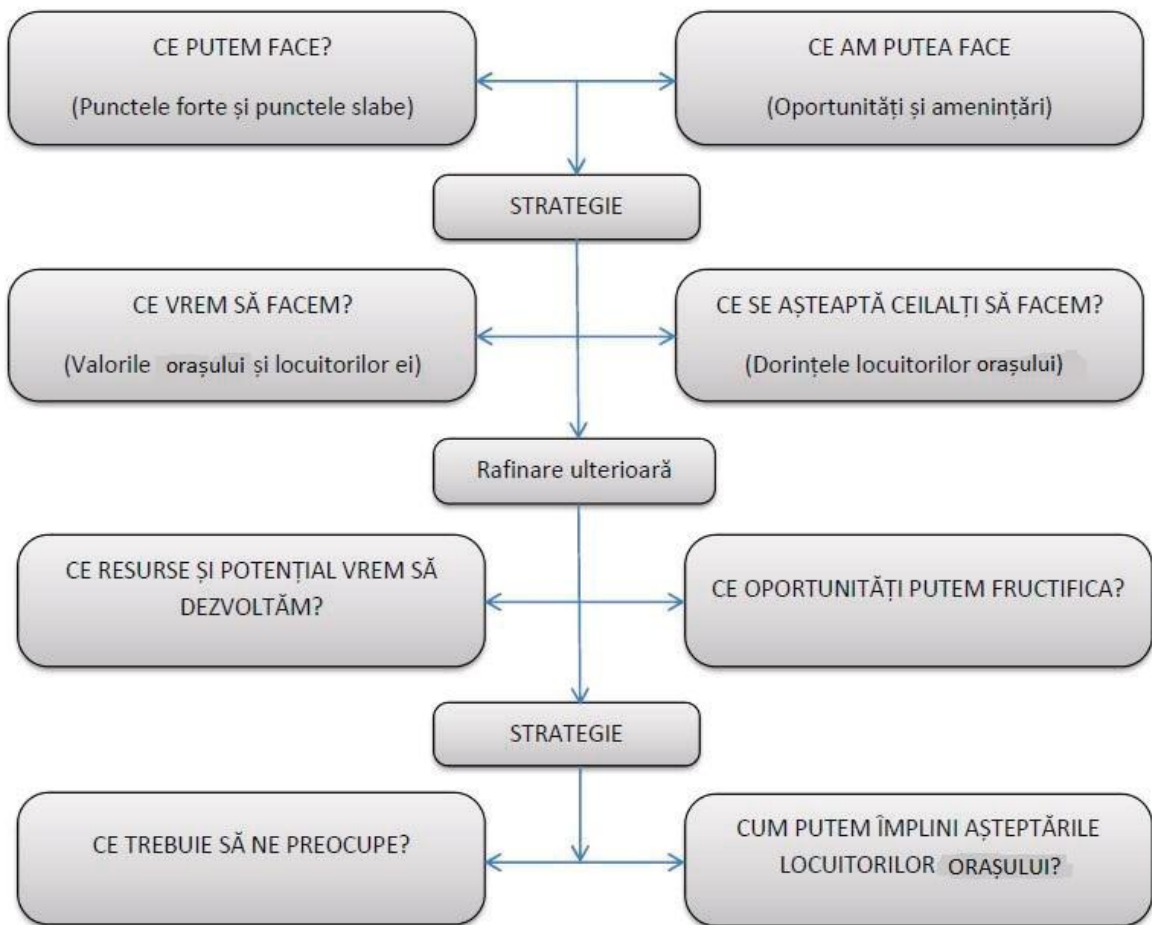 CE PUTEM FACE?
(Punctele forte și punctele slabe)
CE AM PUTEA FACE
(Oportunități și amenințări)
STRATEGIE
CE VREM SĂ FACEM?
(Valorile orașului și locuitorilor ei)
CE SE AȘTEAPTĂ CEILALȚI SĂ FACEM?
(Dorințele locuitorilor orașului)
Rafinare ulterioară
CE RESURSE ȘI POTENȚIAL VREM SĂ
DEZVOLTĂM?
CE OPORTUNITĂȚI PUTEM FRUCTIFICA?
STRATEGIE
CE TREBUIE SĂ NE PREOCUPE?
CUM PUTEM ÎMPLINI AȘTEPTĂRILE
LOCUITORILOR ORAȘULUI?